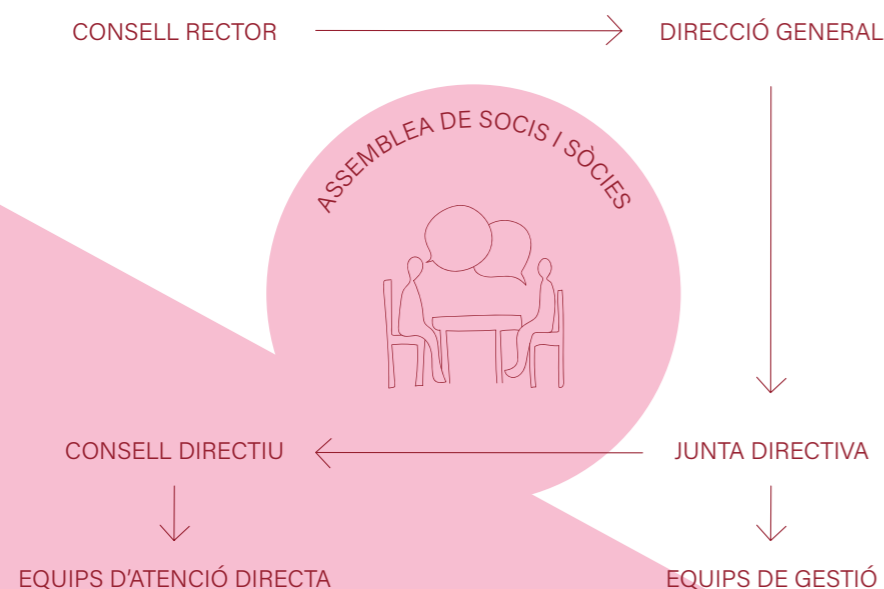 CONSELL RECTOR
DIRECCIÓ GENERAL
ASSEMBLEA DE SOCIS I SÒCIES
CONSELL DIRECTIU
JUNTA DIRECTIVA
EQUIPS D'ATENCIÓ DIRECTA
EQUIPS DE GESTIÓ